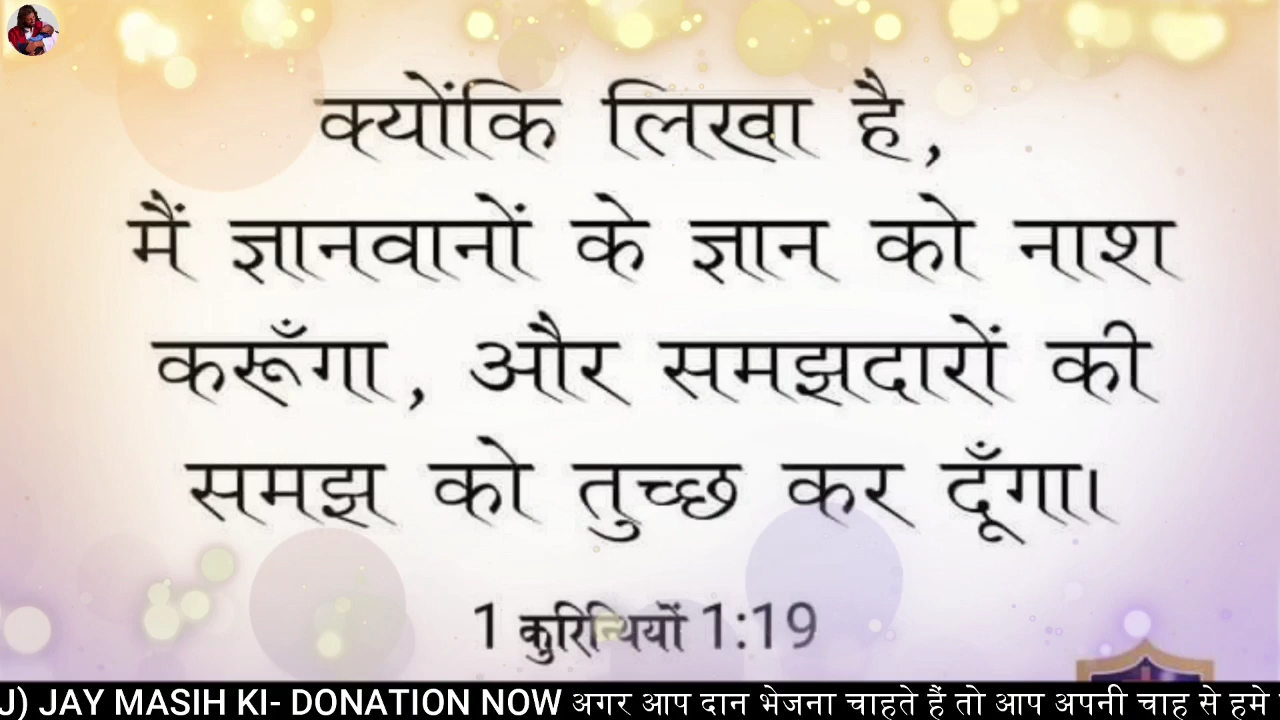 क्योंकि लिखा है,
मैं ज्ञानवानों के ज्ञान को नाश
करूँगा, और समझदारों की
समझ को तुच्छ कर दूँगा।
1 कुरिन्थियों 1:19
J) JAY MASIH KI- DONATION NOW अगर आप दान भेजना चाहते हैं तो आप अपनी चाह से हमे